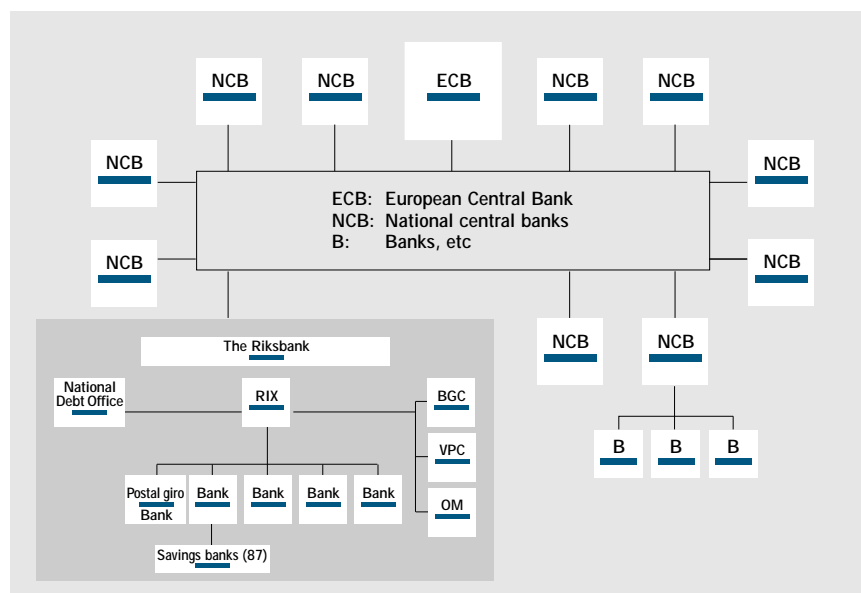 NCB
NCB
ECB
NCB
NCB
NCB
NCB
ECB: European Central Bank
NCB: National central banks
B: Banks, etc
NCB
NCB
NCB
NCB
The Riksbank
National
Debt Office
RIX
BGC
VPC
OM
Postal giro
Bank
Bank
Bank
Bank
Bank
Savings banks (87)
B
B
B